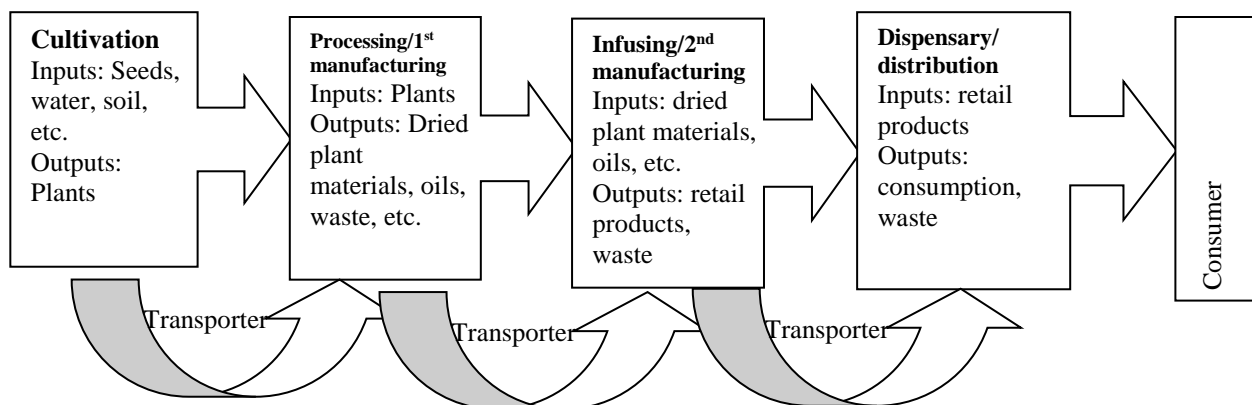 Cultivation
Inputs: Seeds,
water, soil,
etc.
Outputs:
Plants
Processing/1st
manufacturing
Inputs: Plants
Outputs: Dried
plant
materials, oils,
waste, etc.
Infusing/2nd
manufacturing
Inputs: dried
plant materials,
oils, etc.
Outputs: retail
products,
waste
Dispensary/
distribution
Inputs: retail
products
Outputs:
consumption,
waste
Consumer
Transporter
Transporter
Transporter